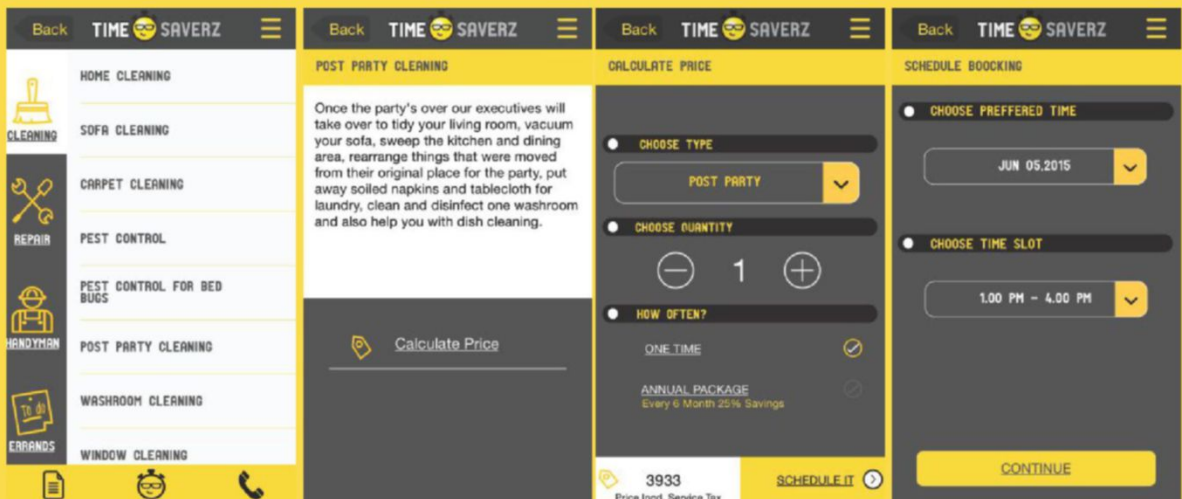 Back TIME SAVERZ
CLEANING
REPAIR
HANDYMAN
To do
ERRANDS
HOME CLEANING
SOFA CLEANING
CARPET CLEANING
PEST CONTROL
PEST CONTROL FOR BED
BUGS
POST PARTY CLEANING
WASHROOM CLEANING
WINDOW CLEANING
Back TIME SAVERZ
POST PARTY CLEANING
Once the party's over our executives will
take over to tidy your living room, vacuum
your sofa, sweep the kitchen and dining
area, rearrange things that were moved
from their original place for the party, put
away soiled napkins and tablecloth for
laundry, clean and disinfect one washroom
and also help you with dish cleaning.
Calculate Price
Back TIME SAVERZ
CALCULATE PRICE
CHOOSE TYPE
POST PARTY
CHOOSE QUANTITY
1
HOW OFTEN?
ONE TIME
ANNUAL PACKAGE
Every 6 Month 25% Savings
3933
Service Tax
SCHEDULE IT
Back TIME SAVERZ
SCHEDULE BOOCKING
CHOOSE PREFFERED TIME
JUN 05,2015
CHOOSE TIME SLOT
1.00 PM - 4.00 PM
CONTINUE